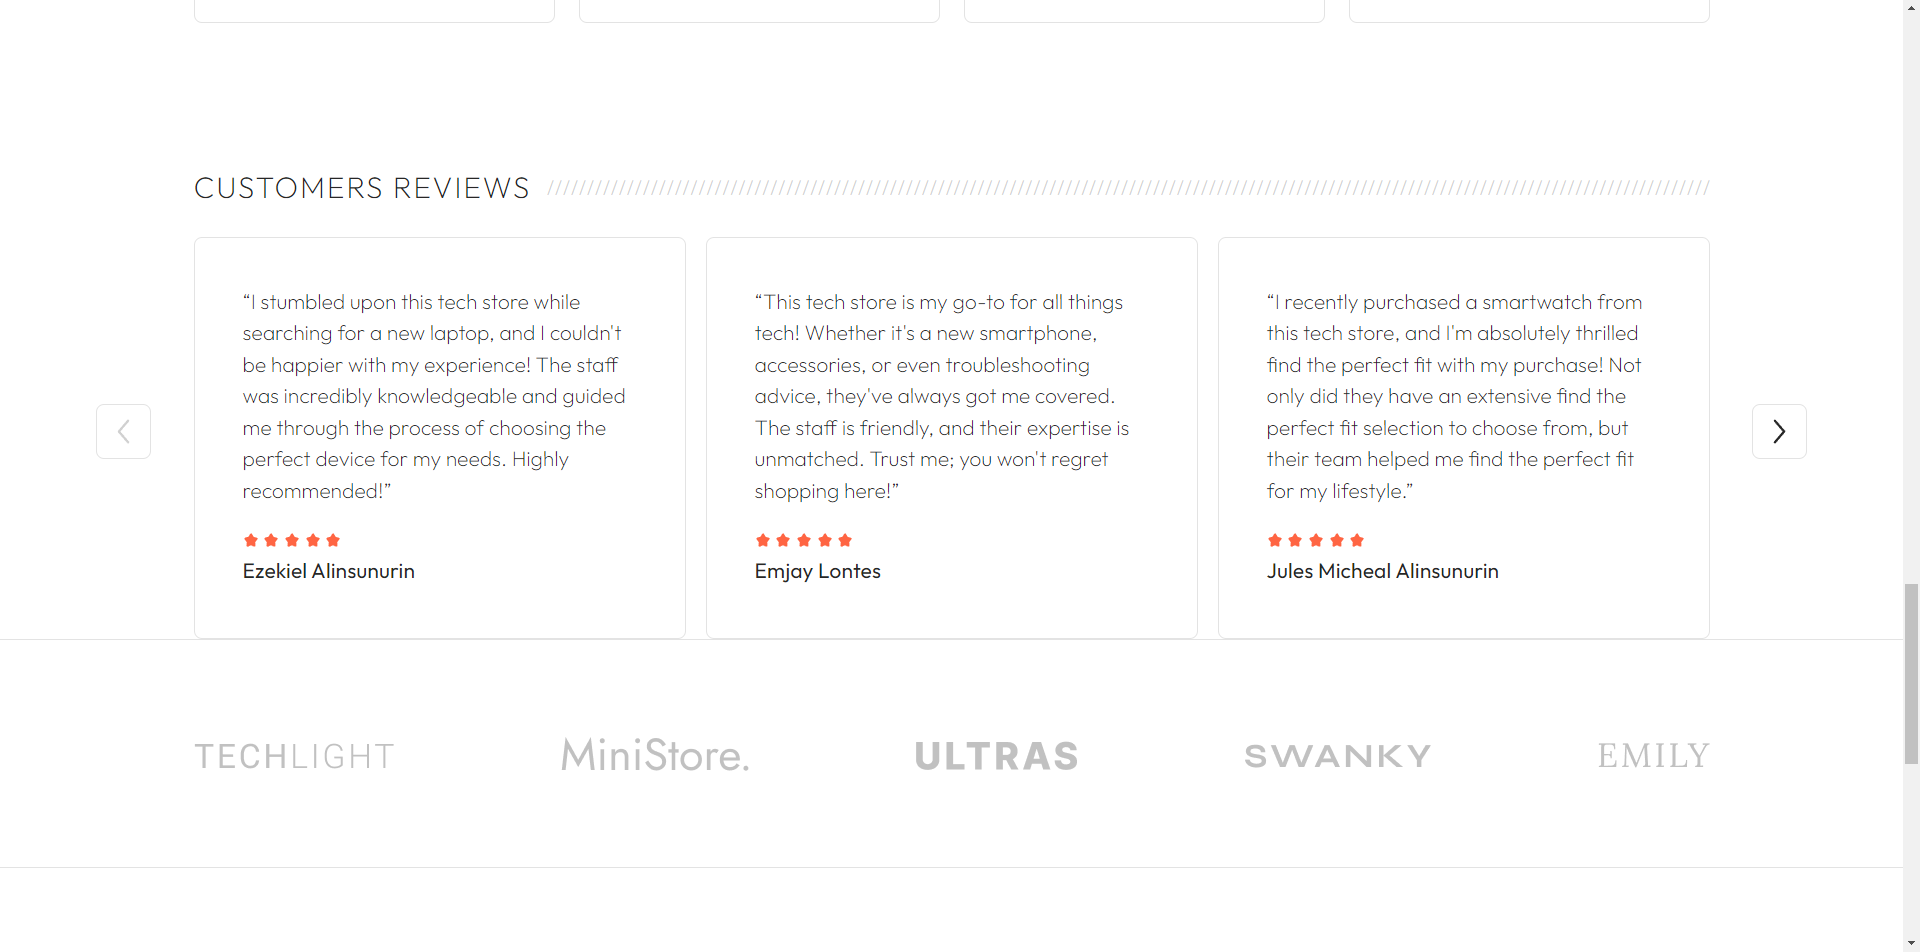 CUSTOMERS REVIEWS
“I stumbled upon this tech store while
searching for a new laptop, and I couldn't
be happier with my experience! The staff
was incredibly knowledgeable and guided
me through the process of choosing the
perfect device for my needs. Highly
recommended!”
Ezekiel Alinsunurin
“This tech store is my go-to for all things
tech! Whether it's a new smartphone,
accessories, or even troubleshooting
advice, they've always got me covered.
The staff is friendly, and their expertise is
unmatched. Trust me; you won't regret
shopping here!”
Emjay Lontes
“I recently purchased a smartwatch from
this tech store, and I'm absolutely thrilled
find the perfect fit with my purchase! Not
only did they have an extensive find the
perfect fit selection to choose from, but
their team helped me find the perfect fit
for my lifestyle.”
Jules Micheal Alinsunurin
TECHLIGHT
MiniStore.
ULTRAS
SWANKY
EMILY